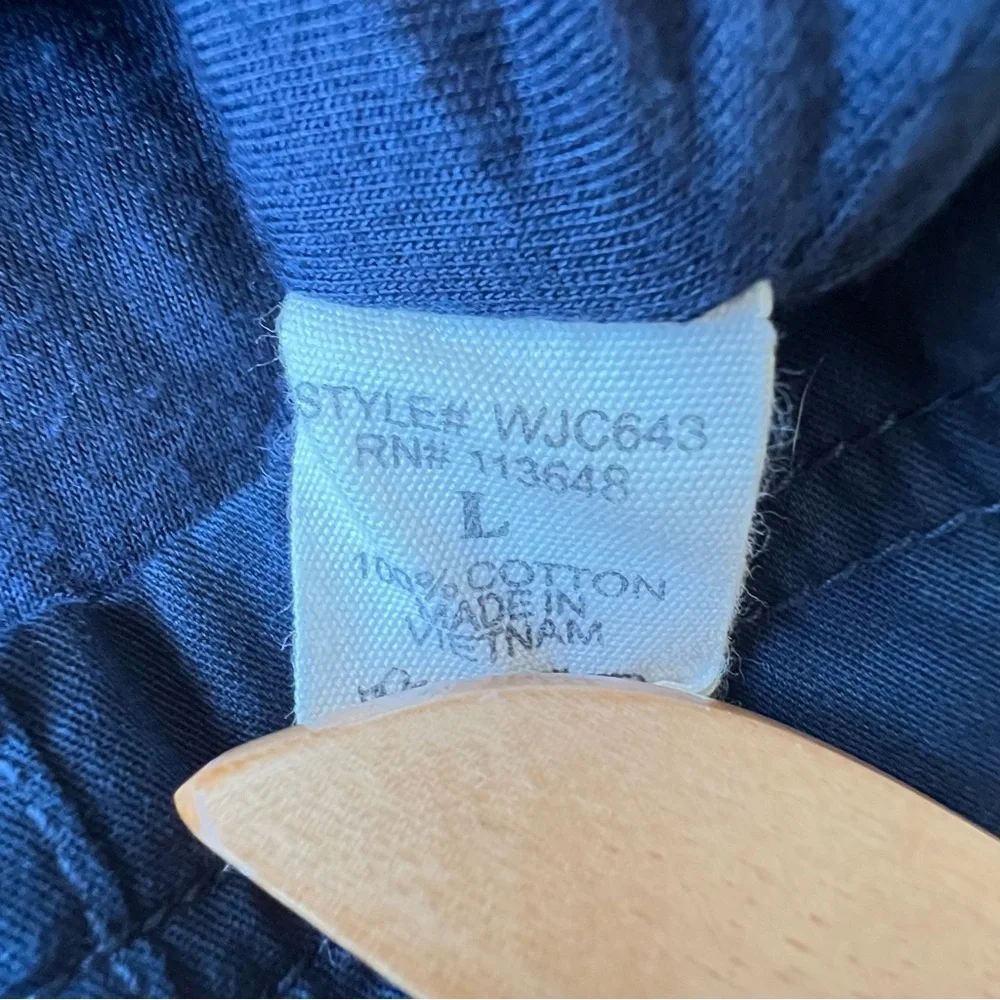 STYLE# WJC643
RN# 113648
L
100% COTTON
MADE IN
VIETNAM